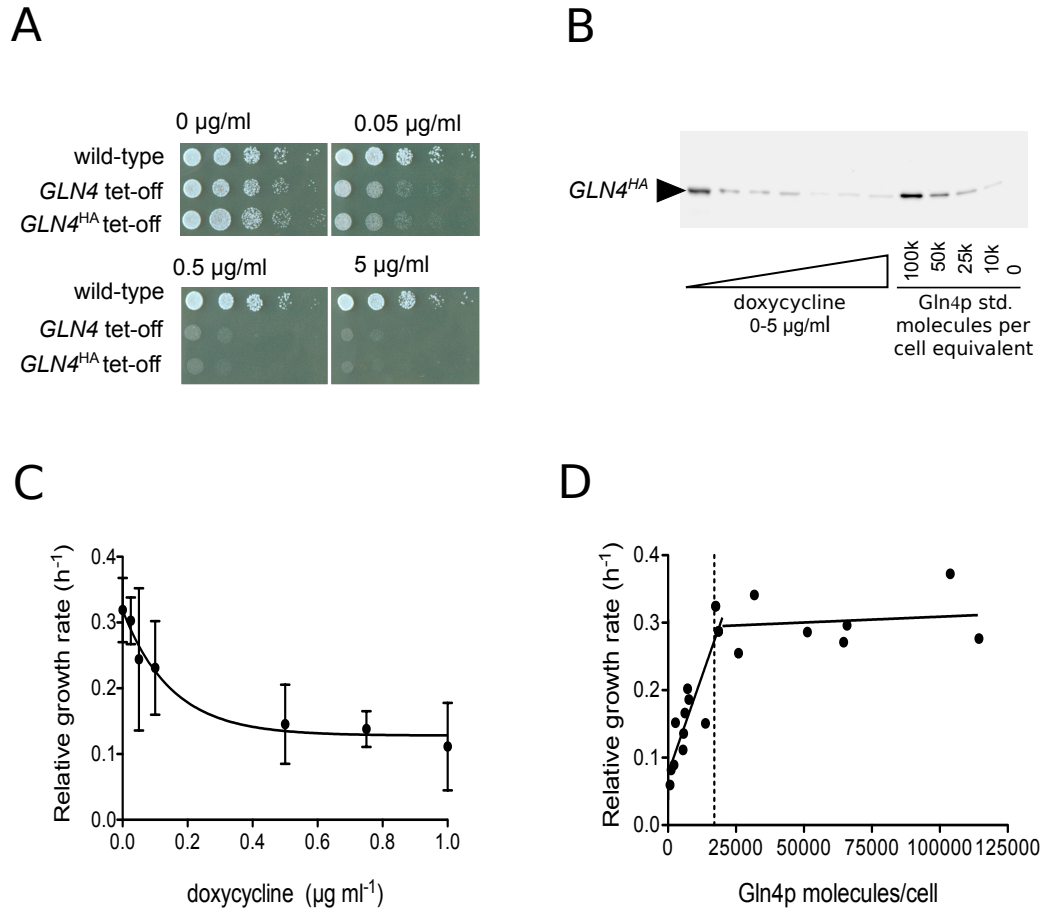 A
0 µg/ml 0.05 µg/ml
wild-type
GLN4 tet-off
GLN4HA tet-off
0.5 µg/ml 5 µg/ml
wild-type
GLN4 tet-off
GLN4HA tet-off
B
GLN4HA
100k 50k 25k 10k 0
doxycycline
0-5 µg/ml
Gln4p std.
molecules per
cell equivalent
C
Relative growth rate (h-1)
0.4
0.3
0.2
0.1
0.0
0.0 0.2 0.4 0.6 0.8 1.0
doxycycline (µg ml-1)
D
Relative growth rate (h-1)
0.4
0.3
0.2
0.1
0.0
0 25000 50000 75000 100000 125000
Gln4p molecules/cell